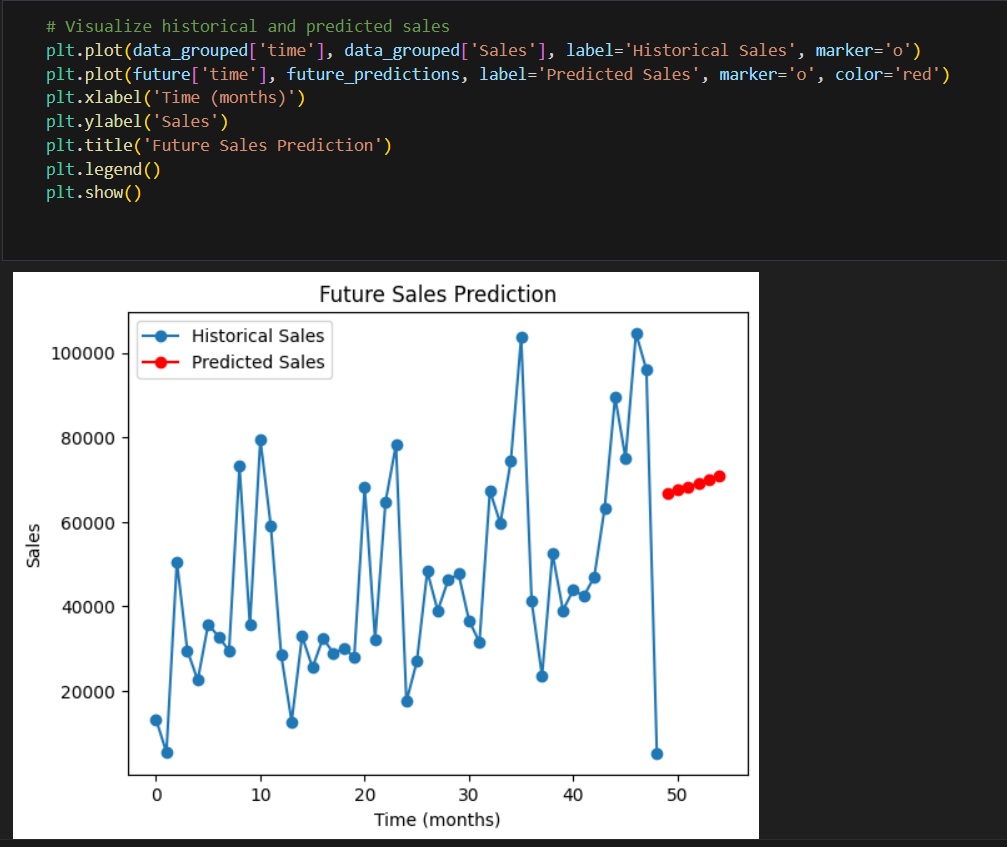 # Visualize historical and predicted sales
plt.plot(data_grouped['time'], data_grouped['Sales'], label='Historical Sales', marker='o')
plt.plot(future['time'], future_predictions, label='Predicted Sales', marker='o', color='red')
plt.xlabel('Time (months)')
plt.ylabel('Sales')
plt.title('Future Sales Prediction')
plt.legend()
plt.show()
Future Sales Prediction
Historical Sales
Predicted Sales
100000
80000
60000
40000
20000
Sales
0 10 20 30 40 50
Time (months)